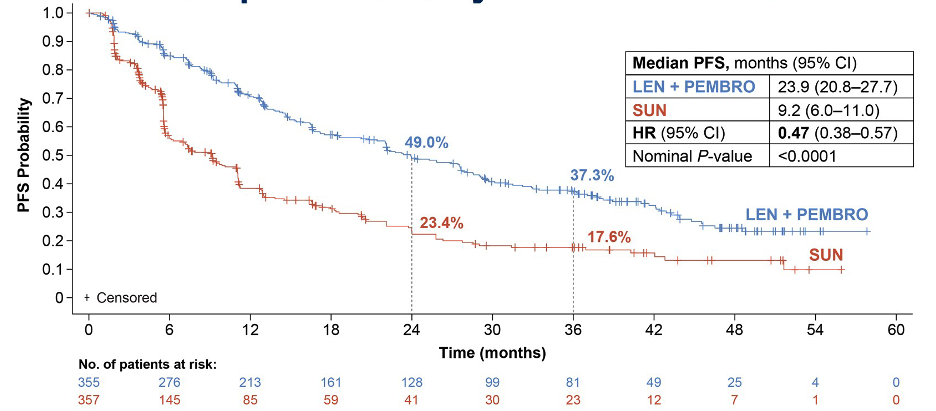 1.0
0.9
0.8
0.7
0.6
0.5
0.4
0.3
0.2
0.1
0
PFS Probability
Median PFS, months (95% CI)
LEN + PEMBRO 23.9 (20.8–27.7)
SUN 9.2 (6.0–11.0)
HR (95% CI) 0.47 (0.38–0.57)
Nominal P-value <0.0001
49.0%
37.3%
23.4%
17.6%
LEN + PEMBRO
SUN
+ Censored
0 6 12 18 24 30 36 42 48 54 60
Time (months)
No. of patients at risk:
355 276 213 161 128 99 81 49 25 4 0
357 145 85 59 41 30 23 12 7 1 0